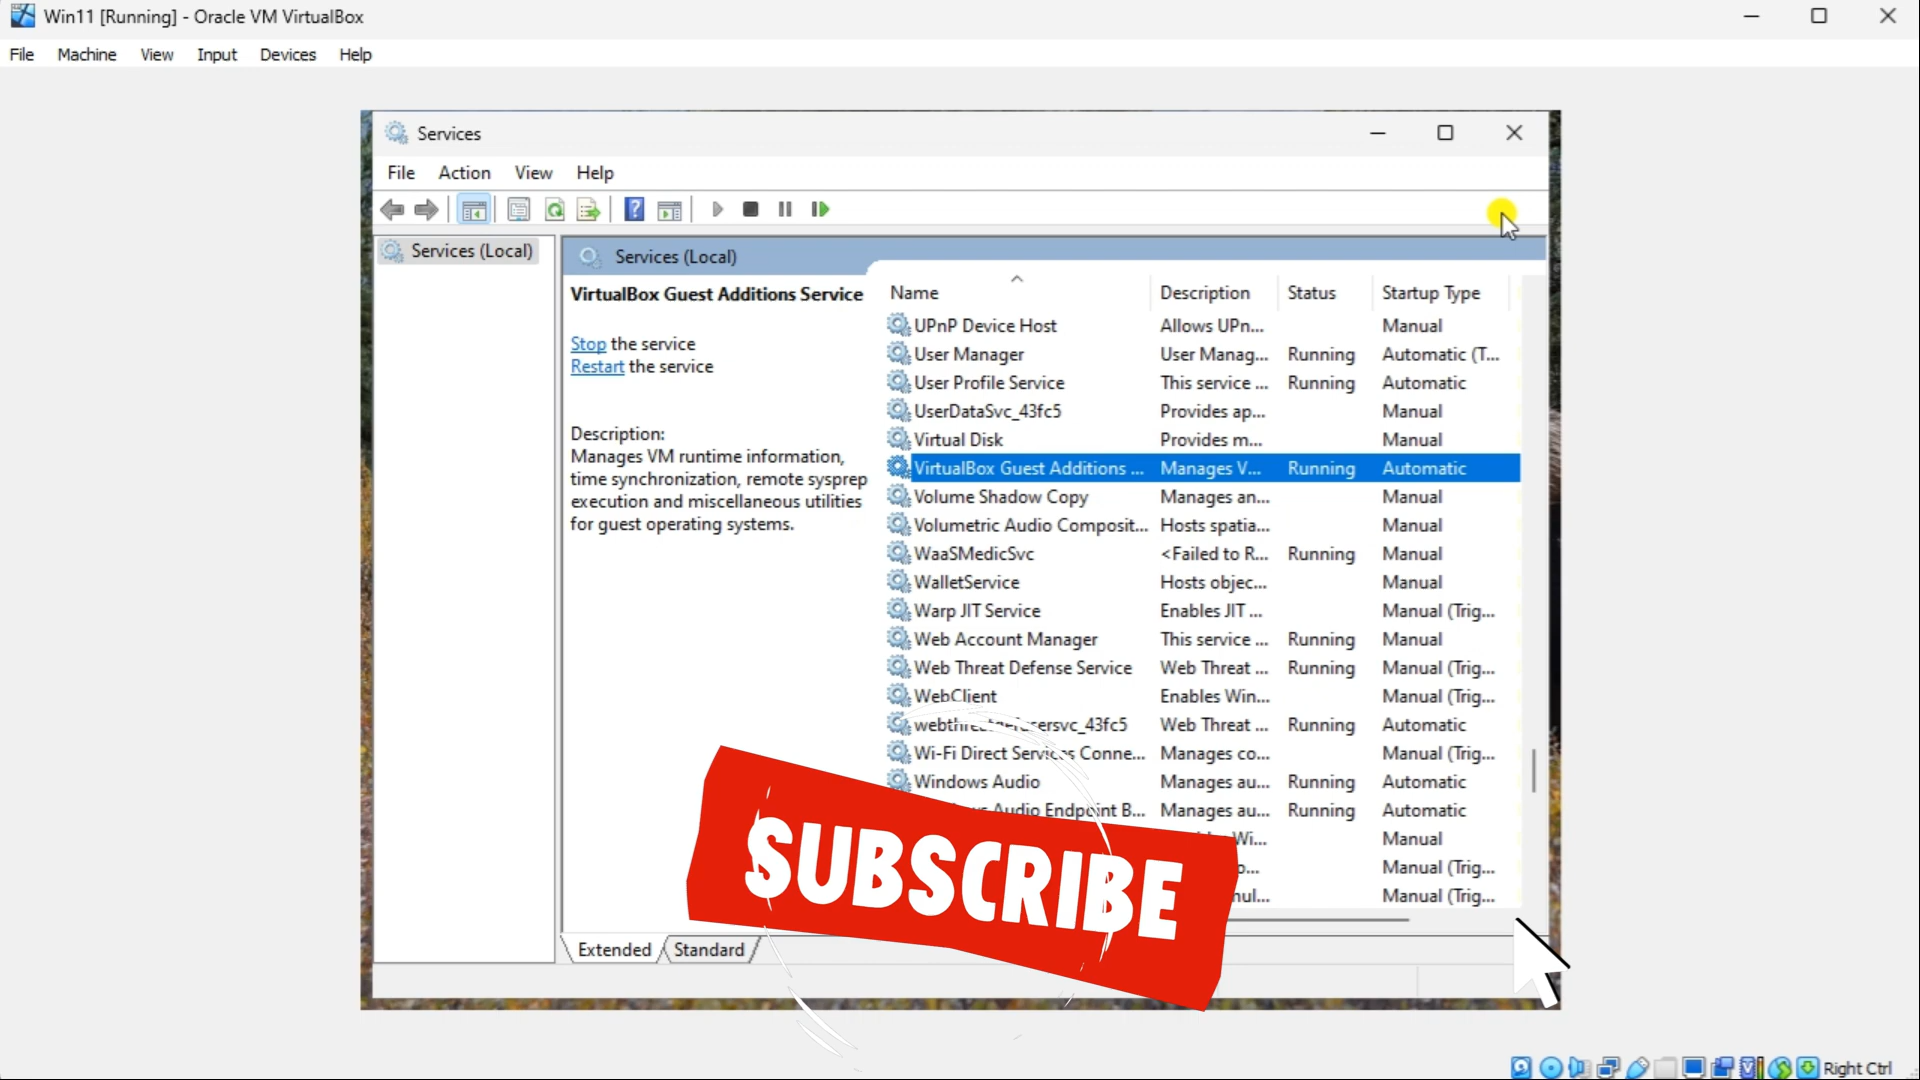 Win11 [Running] - Oracle VM VirtualBox
File Machine View Input Devices Help
Services
File Action View Help
Services (Local)
Services (Local)
VirtualBox Guest Additions Service
Stop the service
Restart the service
Description:
Manages VM runtime information,
time synchronization, remote sysprep
execution and miscellaneous utilities
for guest operating systems.
Name Description Status Startup Type
UPnP Device Host Allows UPn... Manual
User Manager User Manag... Running Automatic (T...
User Profile Service This service ... Running Automatic
UserDataSvc_43fc5 Provides ap... Manual
Virtual Disk Provides m... Manual
VirtualBox Guest Additions ... Manages V... Running Automatic
Volume Shadow Copy Manages an... Manual
Volumetric Audio Composit... Hosts spatia... Manual
WaaSMedicSvc <Failed to R... Running Manual
WalletService Hosts objec... Manual
Warp JIT Service Enables JIT ... Manual (Trig...
Web Account Manager This service ... Running Manual
Web Threat Defense Service Web Threat ... Running Manual (Trig...
WebClient Enables Win... Manual (Trig...
Web Threat ... Running Automatic
Wi-Fi Direct Services Conne... Manages co... Manual (Trig...
Windows Audio Manages au... Running Automatic
Audio Endpoint B... Manages au... Running Automatic
Wi... Manual
Manual (Trig...
Manual (Trig...
SUBSCRIBE
Extended Standard
Right Ctrl